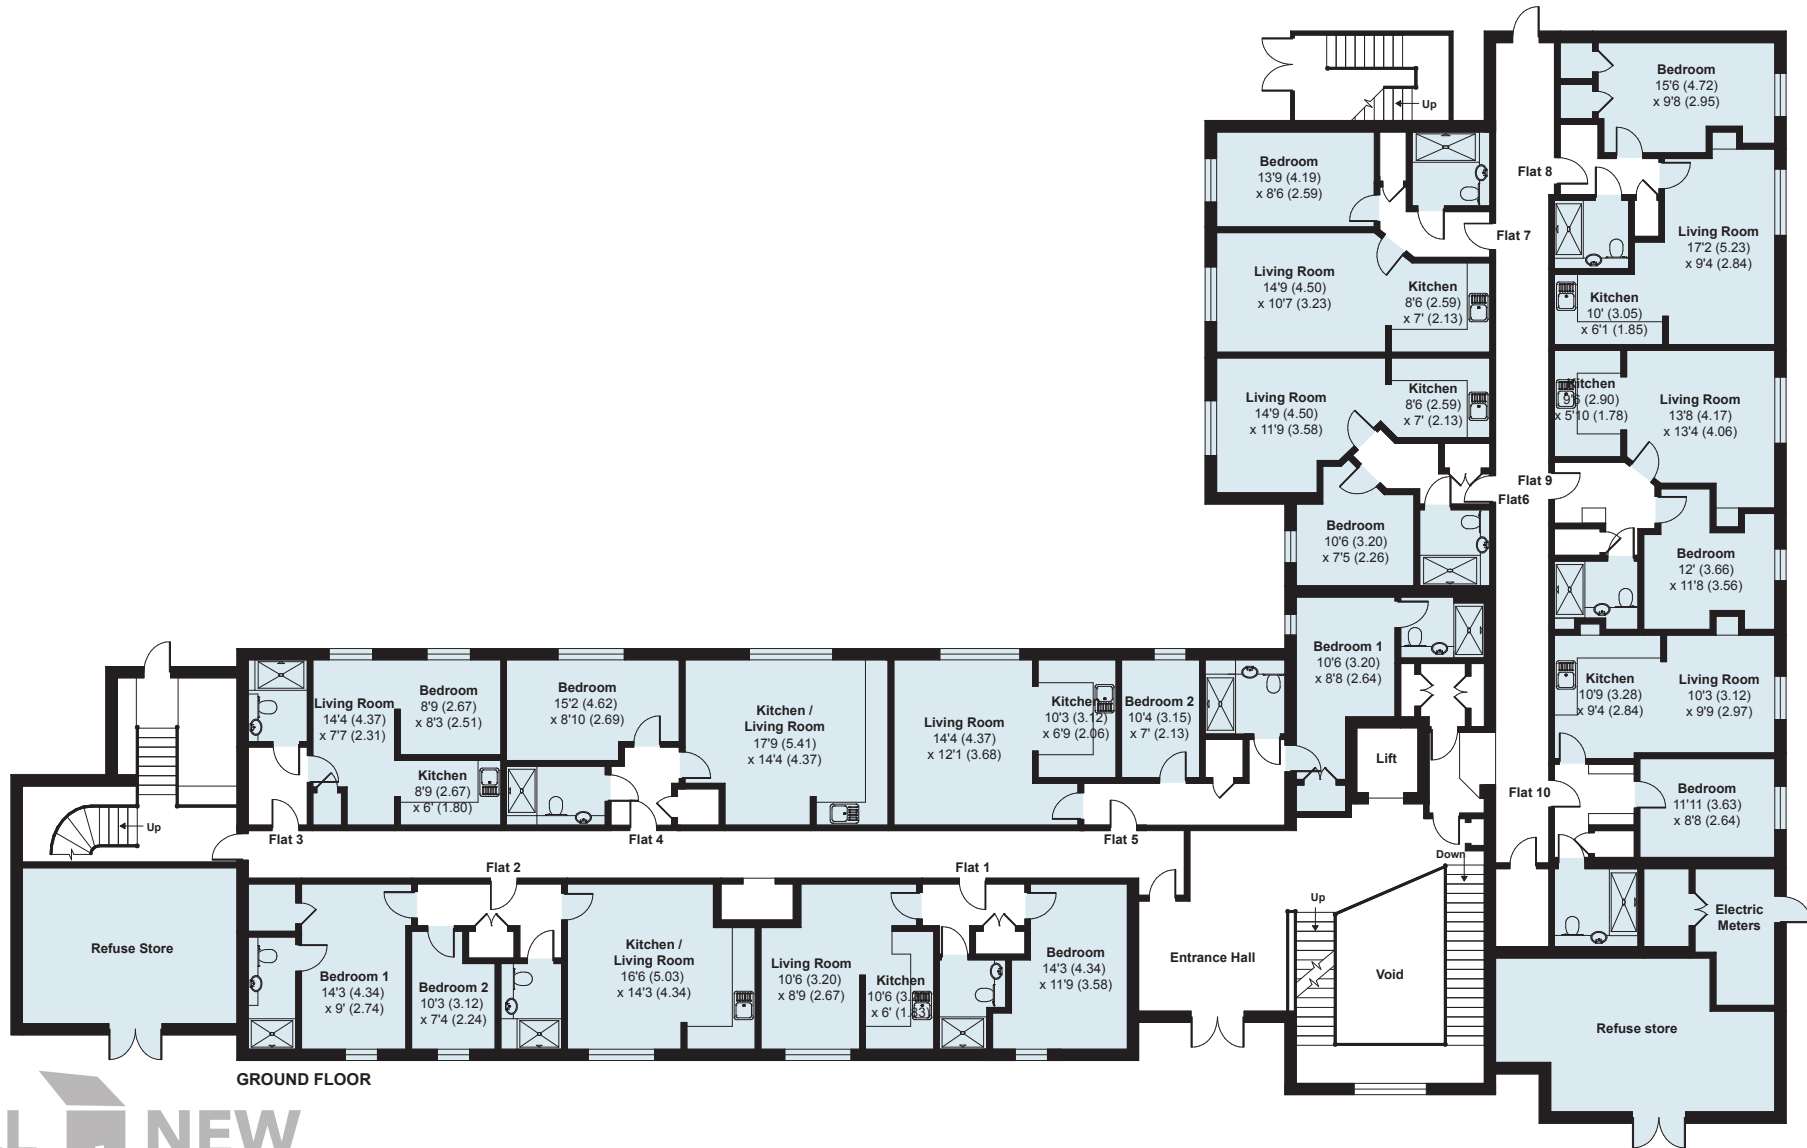 Up
Bedroom
15'6 (4.72)
x 9'8 (2.95)
Bedroom
13'9 (4.19)
x 8'6 (2.59)
Flat 8
Flat 7
Living Room
17'2 (5.23)
x 9'4 (2.84)
Living Room
14'9 (4.50)
x 10'7 (3.23)
Kitchen
8'6 (2.59)
x 7' (2.13)
Kitchen
10' (3.05)
x 6'1 (1.85)
Living Room
14'9 (4.50)
x 11'9 (3.58)
Kitchen
8'6 (2.59)
x 7' (2.13)
Kitchen
9'6 (2.90)
x 5'10 (1.78)
Living Room
13'8 (4.17)
x 13'4 (4.06)
Flat 9
Flat6
Bedroom
10'6 (3.20)
x 7'5 (2.26)
Bedroom
12' (3.66)
x 11'8 (3.56)
Bedroom 1
10'6 (3.20)
x 8'8 (2.64)
Living Room
14'4 (4.37)
x 7'7 (2.31)
Bedroom
8'9 (2.67)
x 8'3 (2.51)
Bedroom
15'2 (4.62)
x 8'10 (2.69)
Kitchen /
Living Room
17'9 (5.41)
x 14'4 (4.37)
Living Room
14'4 (4.37)
x 12'1 (3.68)
Kitchen
10'3 (3.12)
x 6'9 (2.06)
Bedroom 2
10'4 (3.15)
x 7' (2.13)
Kitchen
10'9 (3.28)
x 9'4 (2.84)
Living Room
10'3 (3.12)
x 9'9 (2.97)
Kitchen
8'9 (2.67)
x 6' (1.80)
Lift
Flat 10
Bedroom
11'11 (3.63)
x 8'8 (2.64)
Up
Flat 3
Flat 4
Flat 5
Down
Flat 2
Flat 1
Up
Refuse Store
Bedroom 1
14'3 (4.34)
x 9' (2.74)
Bedroom 2
10'3 (3.12)
x 7'4 (2.24)
Kitchen /
Living Room
16'6 (5.03)
x 14'3 (4.34)
Living Room
10'6 (3.20)
x 8'9 (2.67)
Kitchen
10'6
x 6'
Bedroom
14'3 (4.34)
x 11'9 (3.58)
Entrance Hall
Void
Electric
Meters
Refuse store
GROUND FLOOR
NEW